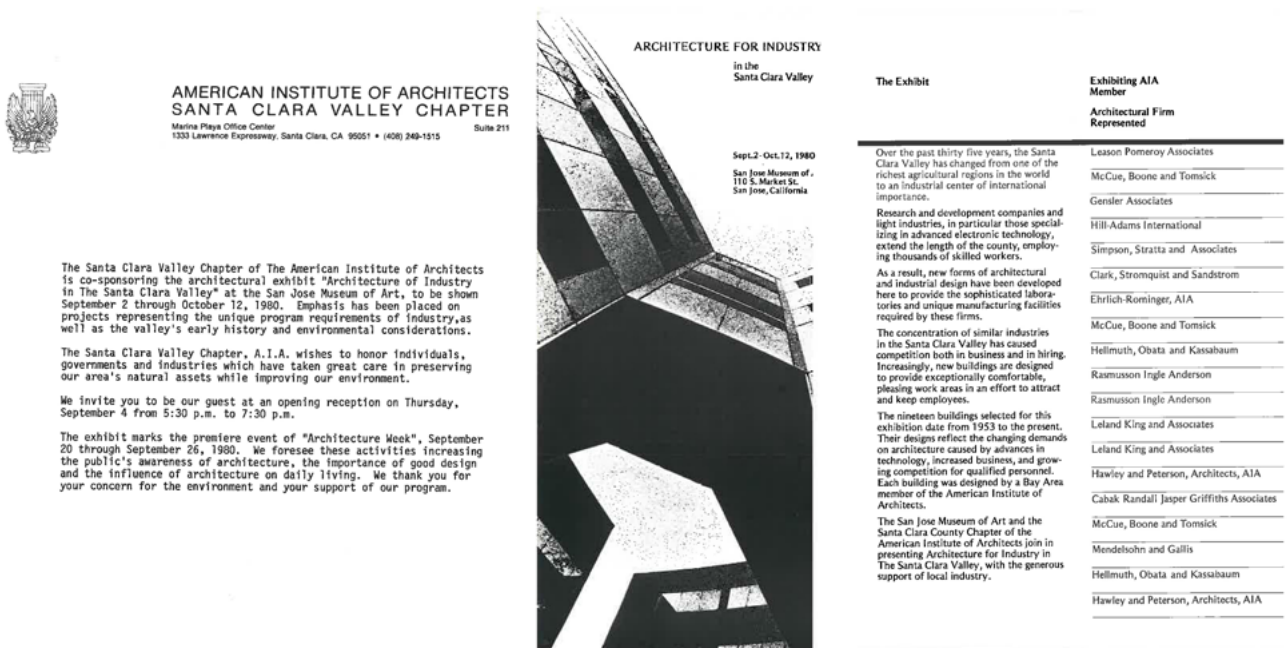 AMERICAN INSTITUTE OF ARCHITECTS
SANTA CLARA VALLEY CHAPTER
Marina Playa Office Center Suite 211
1333 Lawrence Expressway, Santa Clara, CA 95051 • (408) 249-1515
The Santa Clara Valley Chapter of The American Institute of Architects
is co-sponsoring the architectural exhibit "Architecture of Industry
in The Santa Clara Valley" at the San Jose Museum of Art, to be shown
September 2 through October 12, 1980. Emphasis has been placed on
projects representing the unique program requirements of industry,as
well as the valley's early history and environmental considerations.
The Santa Clara Valley Chapter, A.I.A. wishes to honor individuals,
governments and industries which have taken great care in preserving
our area's natural assets while improving our environment.
We invite you to be our guest at an opening reception on Thursday,
September 4 from 5:30 p.m. to 7:30 p.m.
The exhibit marks the premiere event of "Architecture Week", September
20 through September 26, 1980. We foresee these activities increasing
the public's awareness of architecture, the importance of good design
and the influence of architecture on daily living. We thank you for
your concern for the environment and your support of our program.
ARCHITECTURE FOR INDUSTRY
in the
Santa Clara Valley
Sept.2-Oct.12, 1980
San Jose Museum of
110 S. Market St.
San Jose, California
The Exhibit
Over the past thirty five years, the Santa
Clara Valley has changed from one of the
richest agricultural regions in the world
to an industrial center of international
importance.
Research and development companies and
light industries, in particular those special-
izing in advanced electronic technology,
extend the length of the county, employ-
ing thousands of skilled workers.
As a result, new forms of architectural
and industrial design have been developed
here to provide the sophisticated labora-
tories and unique manufacturing facilities
required by these firms.
The concentration of similar industries
in the Santa Clara Valley has caused
competition both in business and in hiring.
Increasingly, new buildings are designed
to provide exceptionally comfortable,
pleasing work areas in an effort to attract
and keep employees.
The nineteen buildings selected for this
exhibition date from 1953 to the present.
Their designs reflect the changing demands
on architecture caused by advances in
technology, increased business, and grow-
ing competition for qualified personnel.
Each building was designed by a Bay Area
member of the American Institute of
Architects.
The San Jose Museum of Art and the
Santa Clara County Chapter of the
American Institute of Architects join in
presenting Architecture for Industry in
The Santa Clara Valley, with the generous
support of local industry.
Exhibiting AIA
Member
Architectural Firm
Represented
Leason Pomeroy Associates
McCue, Boone and Tomsick
Gensler Associates
Hill-Adams International
Simpson, Stratta and Associates
Clark, Stromquist and Sandstrom
Ehrlich-Rominger, AIA
McCue, Boone and Tomsick
Hellmuth, Obata and Kassabaum
Rasmusson Ingle Anderson
Rasmusson Ingle Anderson
Leland King and Associates
Leland King and Associates
Hawley and Peterson, Architects, AIA
Cabak Randall Jasper Griffiths Associates
McCue, Boone and Tomsick
Mendelsohn and Gallis
Hellmuth, Obata and Kassabaum
Hawley and Peterson, Architects, AIA